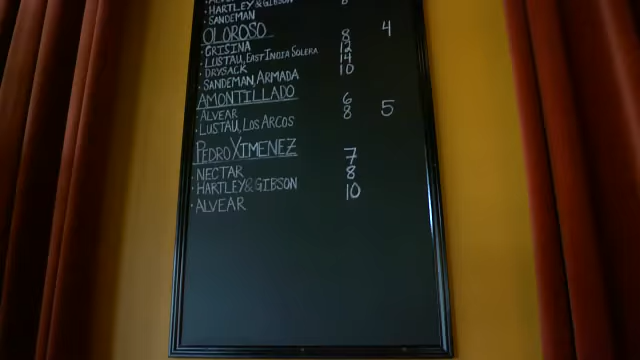 HARTLEY & GIBSON 8
SANDEMAN
OLOROSO 4
CRISINA 8
LUSTAU, EAST INDIA SOLERA 12
DRYSACK 14
SANDEMAN, ARMADA 10
AMONTILLADO
ALVEAR 6
LUSTAU, LOS ARCOS 8 5
PEDRO XIMENEZ
NECTAR 7
HARTLEY & GIBSON 8
ALVEAR 10